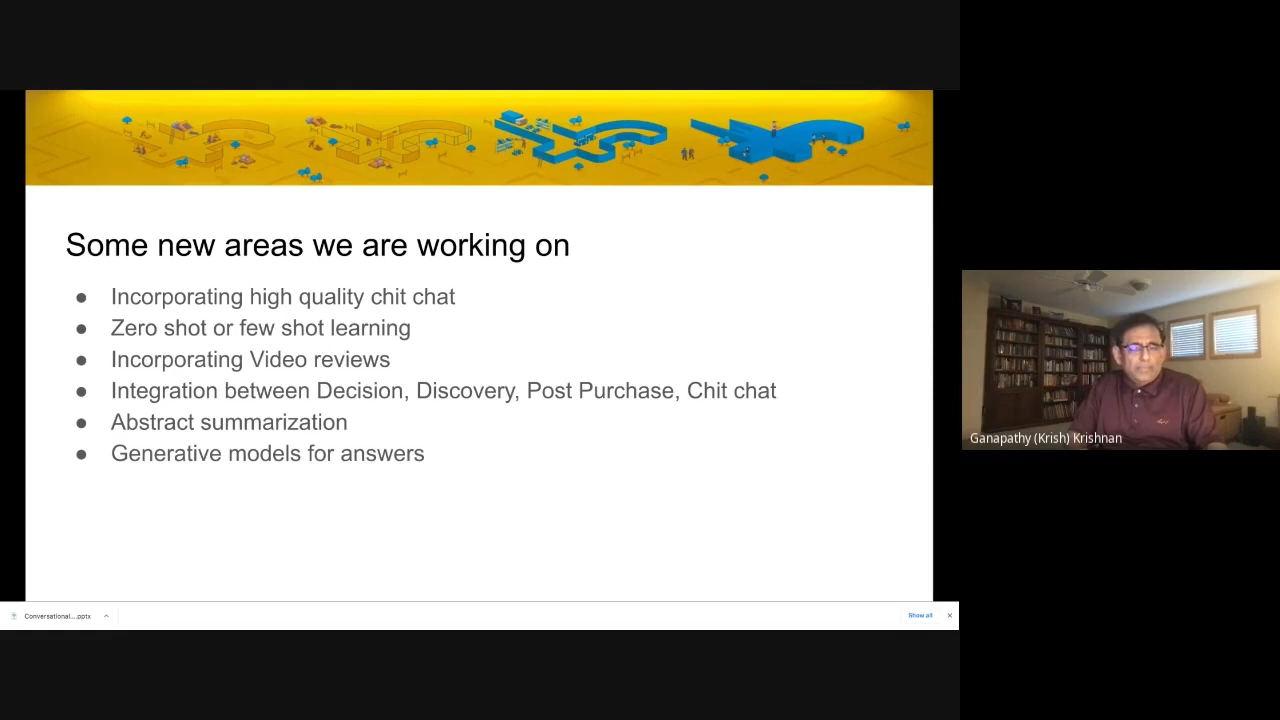 Some new areas we are working on
● Incorporating high quality chit chat
● Zero shot or few shot learning
● Incorporating Video reviews
● Integration between Decision, Discovery, Post Purchase, Chit chat
● Abstract summarization
● Generative models for answers
Ganapathy (Krish) Krishnan
Conversational....pptx
Show all